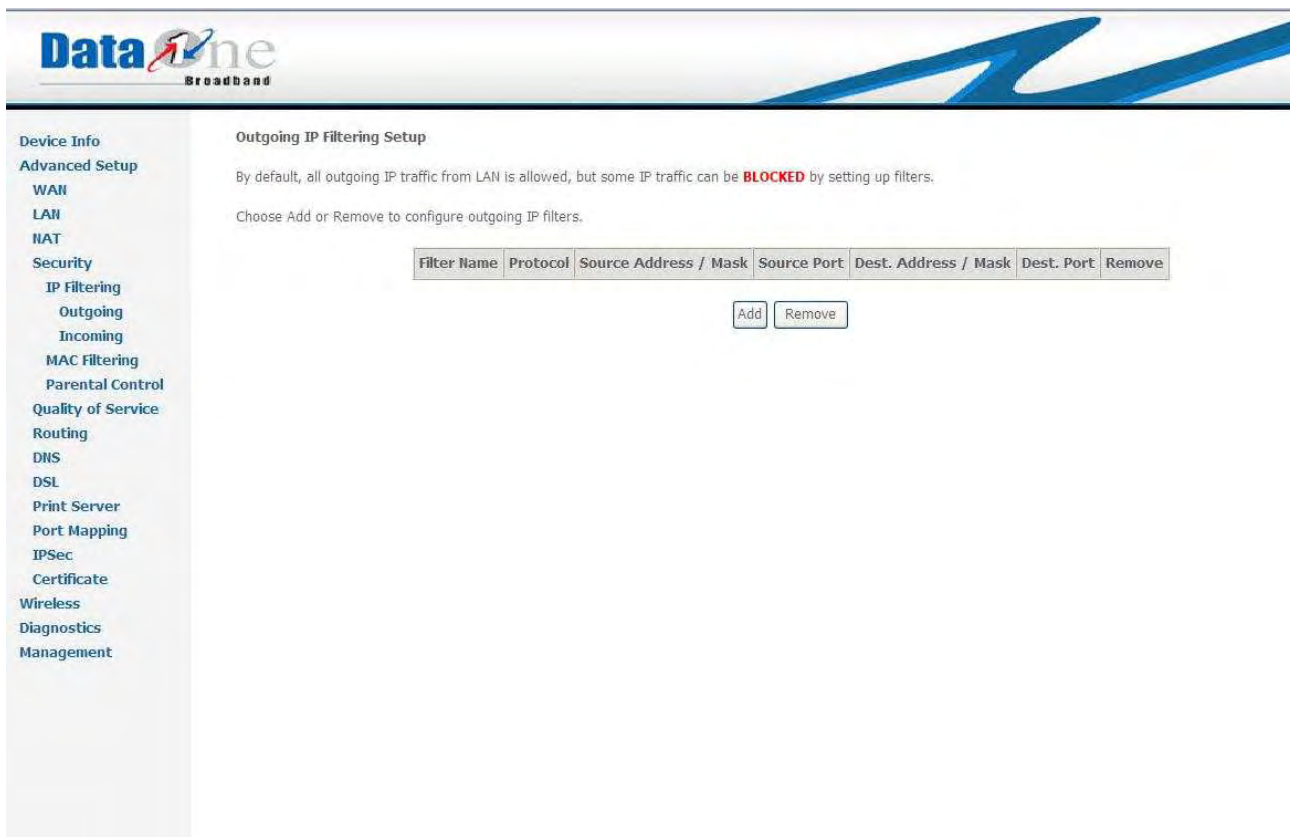 Data One
Broadband
Device Info
Advanced Setup
WAN
LAN
NAT
Security
IP Filtering
Outgoing
Incoming
MAC Filtering
Parental Control
Quality of Service
Routing
DNS
DSL
Print Server
Port Mapping
IPSec
Certificate
Wireless
Diagnostics
Management
Outgoing IP Filtering Setup
By default, all outgoing IP traffic from LAN is allowed, but some IP traffic can be BLOCKED by setting up filters.
Choose Add or Remove to configure outgoing IP filters.
Filter Name Protocol Source Address / Mask Source Port Dest. Address / Mask Dest. Port Remove
Add Remove